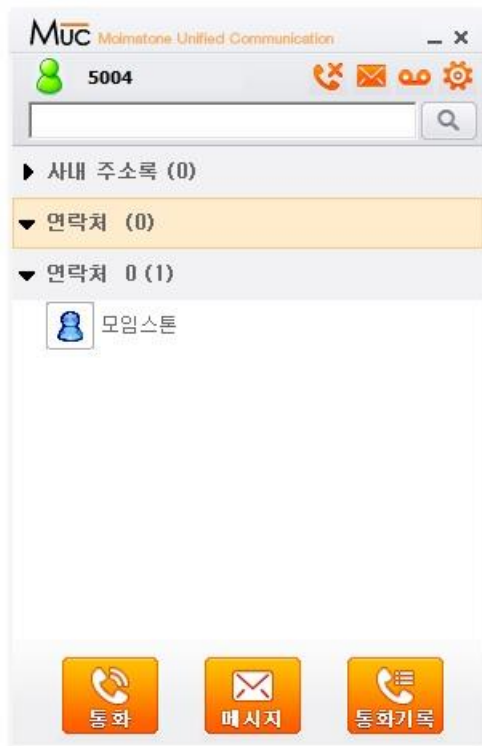 MUC Moimstone Unified Communication
5004
사내 주소록 (0)
연락처 (0)
연락처 0 (1)
모임스톤
통화
메시지
통화기록